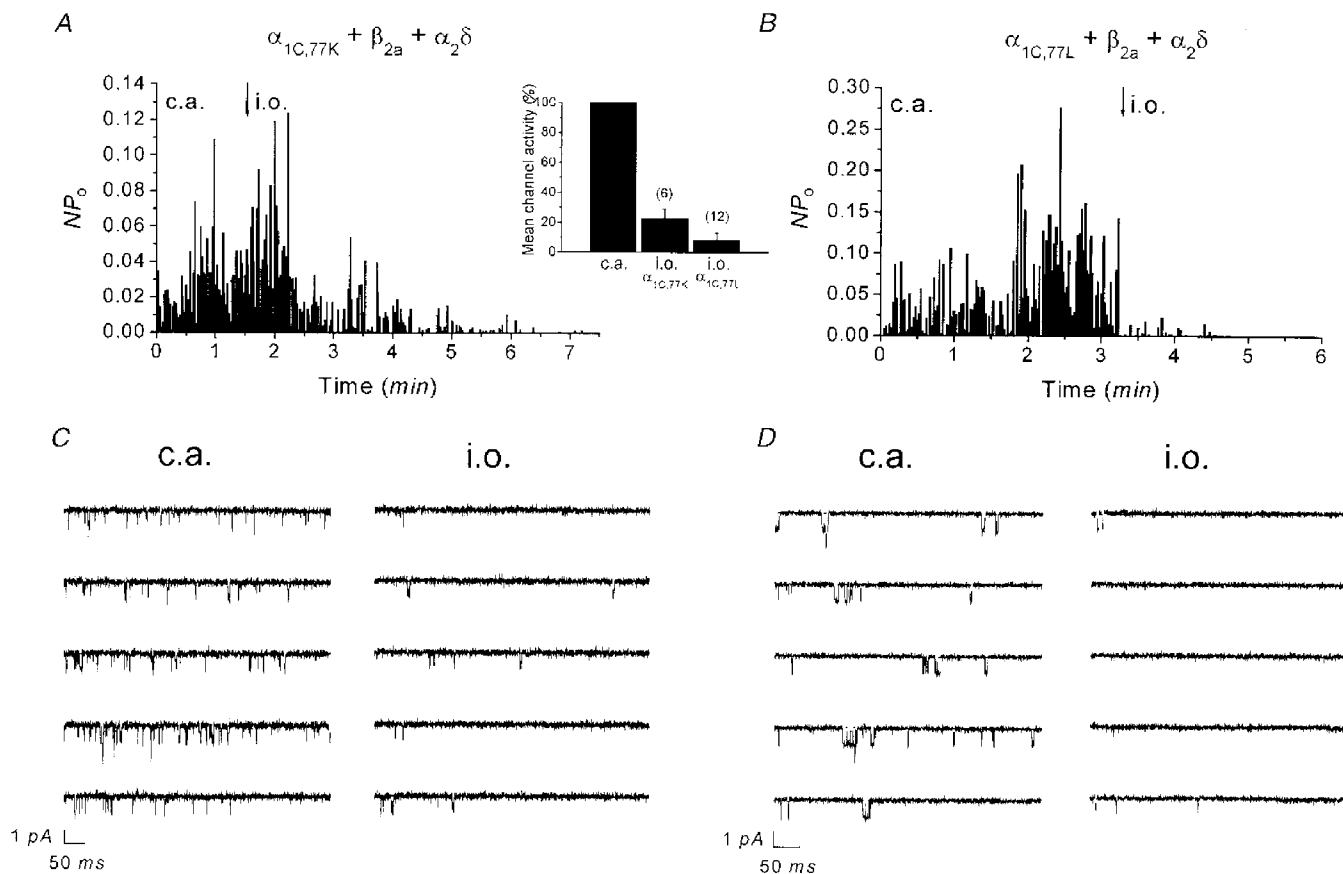 A
α1C,77K + β2a + α2δ
0.14
0.12
0.10
0.08
0.06
0.04
0.02
0.00
NPo
c.a.
i.o.
0 1 2 3 4 5 6 7
Time (min)
Mean channel activity (%)
100
80
60
40
20
0
(6)
(12)
c.a. i.o. i.o.
α1C,77K α1C,77L
B
α1C,77L + β2a + α2δ
0.30
0.25
0.20
0.15
0.10
0.05
0.00
NPo
c.a.
i.o.
0 1 2 3 4 5 6
Time (min)
C
c.a. i.o.
1 pA
50 ms
D
c.a. i.o.
1 pA
50 ms